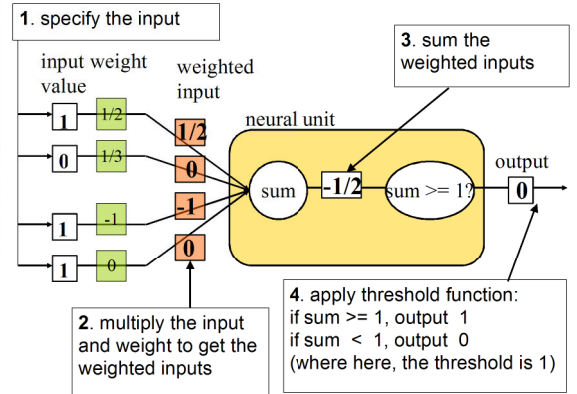 1. specify the input
input weight
value
weighted
input
3. sum the
weighted inputs
neural unit
output
1
1/2
1/2
0
1/3
0
1
-1
-1
1
0
0
sum
-1/2
sum >= 1?
0
2. multiply the input
and weight to get the
weighted inputs
4. apply threshold function:
if sum >= 1, output 1
if sum < 1, output 0
(where here, the threshold is 1)